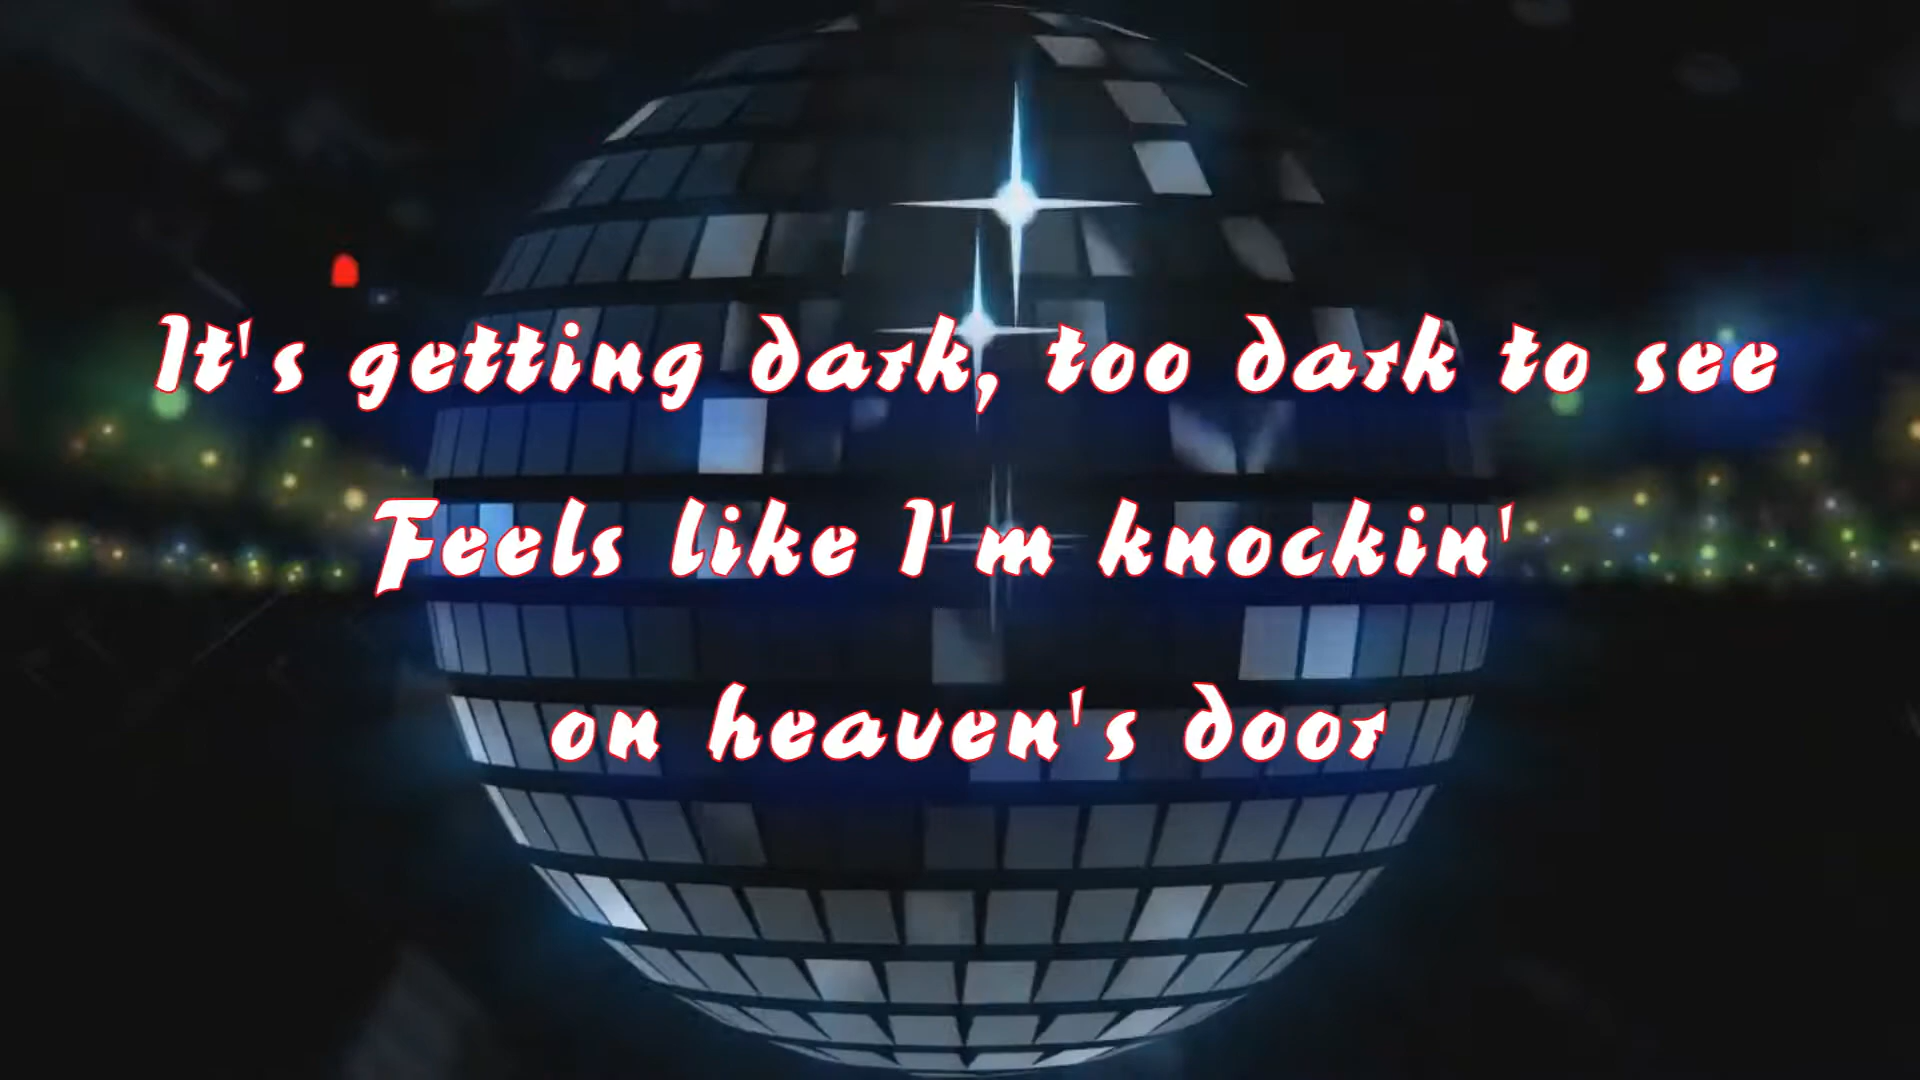 It's getting dark, too dark to see
Feels like I'm knockin'
on heaven's door